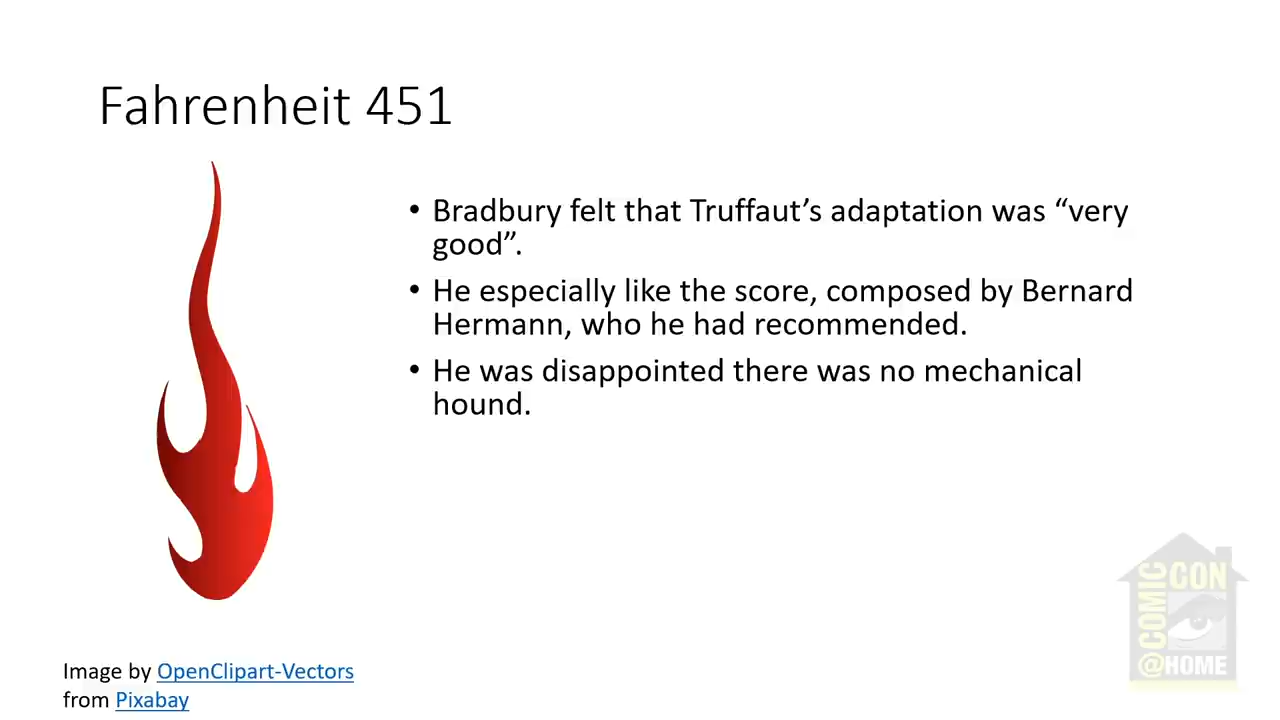 Fahrenheit 451
• Bradbury felt that Truffaut’s adaptation was “very
good”.
• He especially like the score, composed by Bernard
Hermann, who he had recommended.
• He was disappointed there was no mechanical
hound.
Image by OpenClipart-Vectors
from Pixabay
COMIC
CON
@HOME